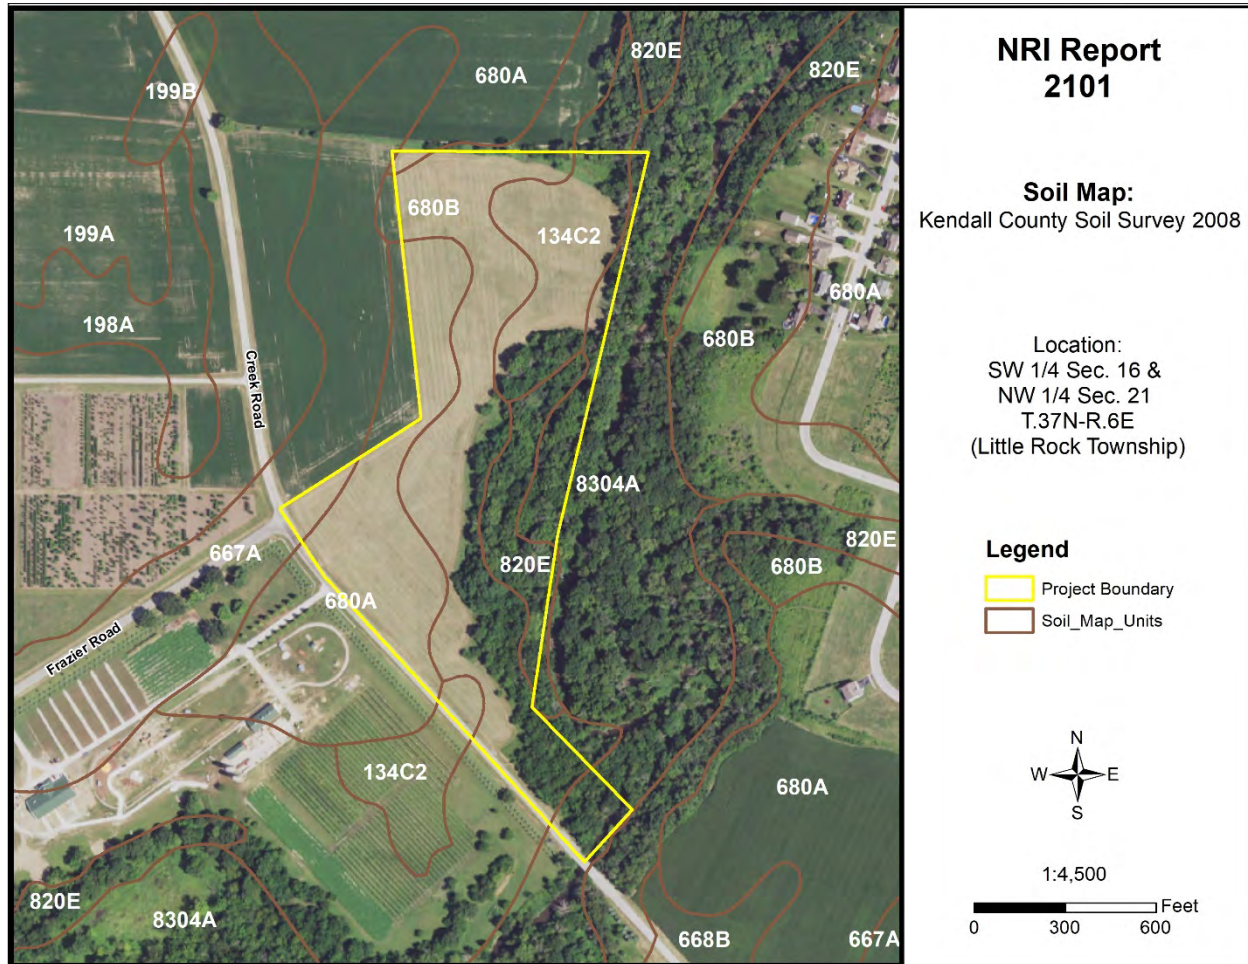 820E
680A
820E
199B
680B
199A
134C2
680A
198A
680B
Creek Road
8304A
667A
820E
820E
680B
680A
Frazier Road
134C2
680A
820E
8304A
668B
667A
NRI Report
2101
Soil Map:
Kendall County Soil Survey 2008
Location:
SW 1/4 Sec. 16 &
NW 1/4 Sec. 21
T.37N-R.6E
(Little Rock Township)
Legend
Project Boundary
Soil_Map_Units
N
W E
S
1:4,500
Feet
0 300 600